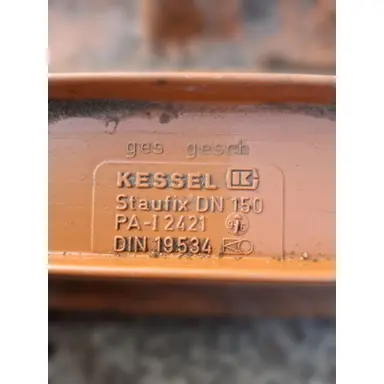 ges gesch
KESSEL
Staufix DN 150
PA-I 2421
DIN 19534